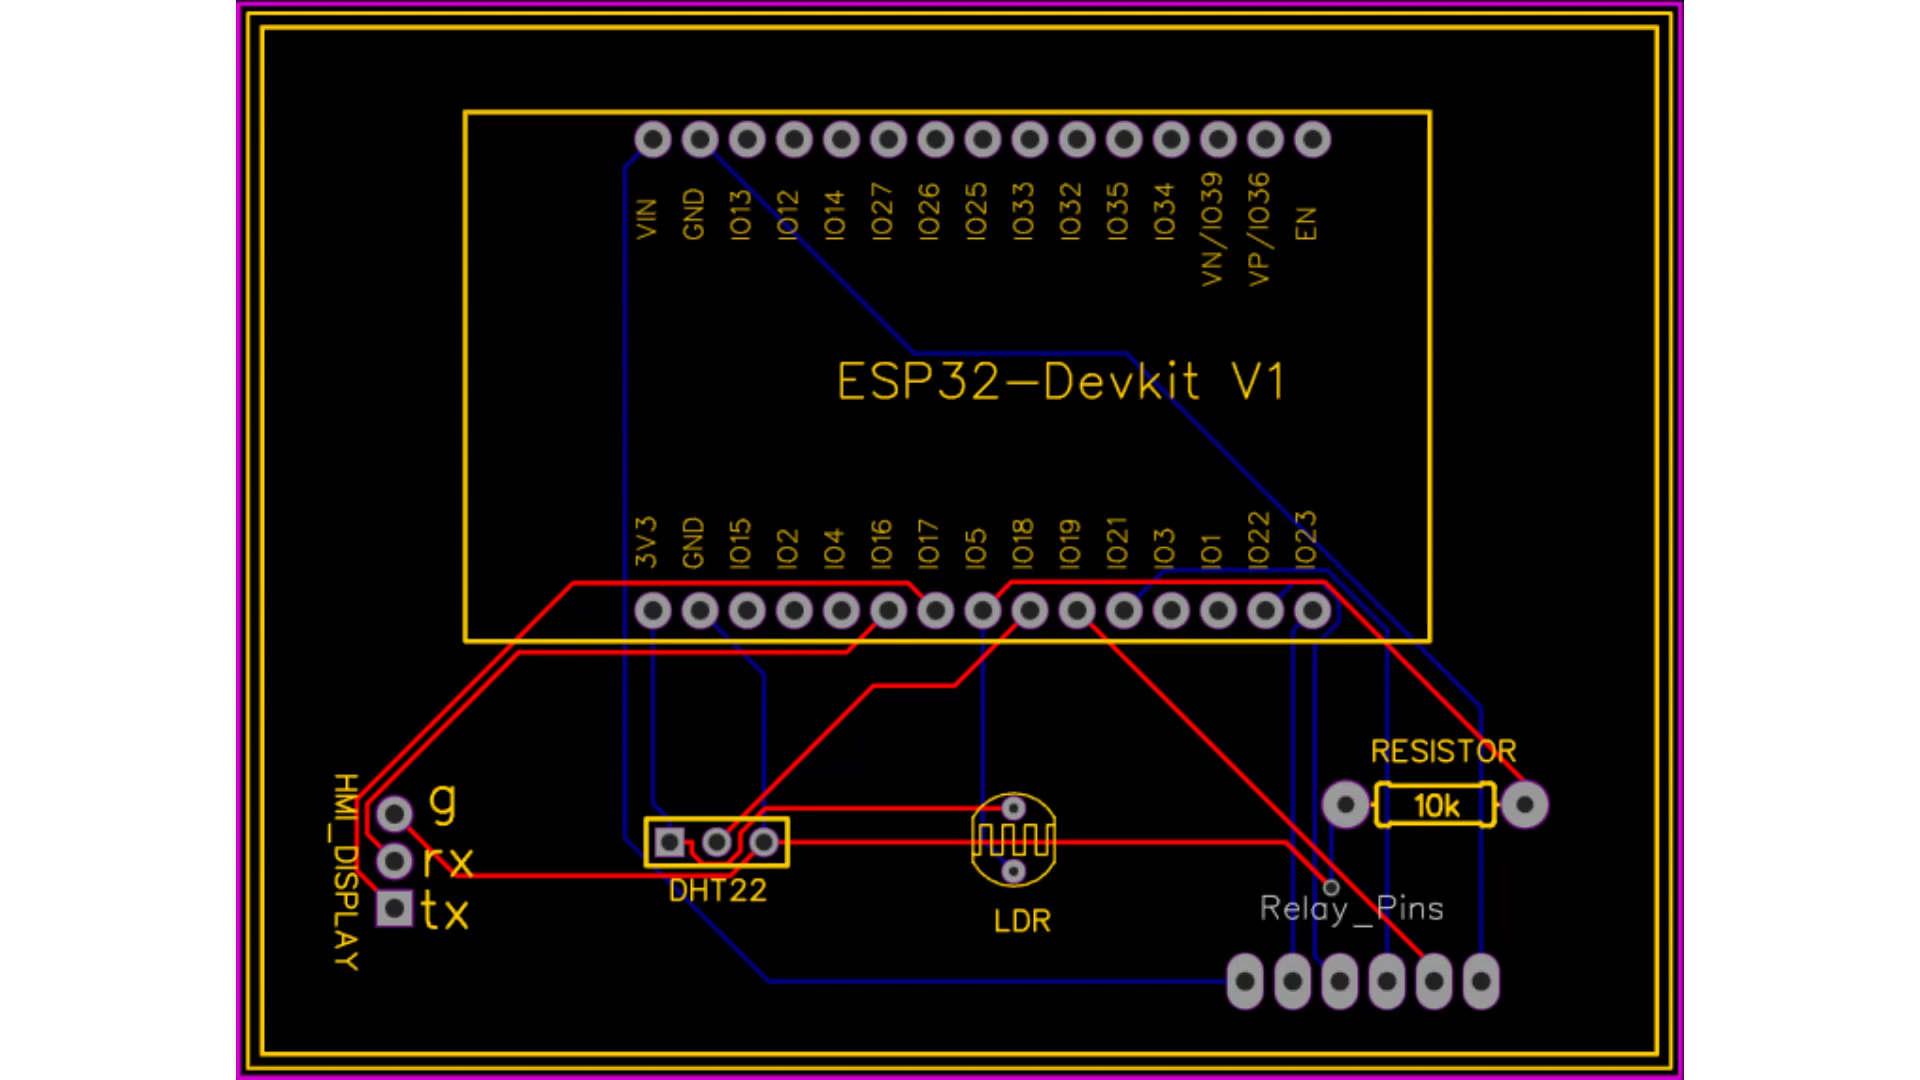 VIN
GND
IO13
IO12
IO14
IO27
IO26
IO25
IO33
IO32
IO35
IO34
VN/IO39
VP/IO36
EN
ESP32-Devkit V1
3V3
GND
IO15
IO2
IO4
IO16
IO17
IO5
IO18
IO19
IO21
IO3
IO1
IO22
IO23
RESISTOR
10k
HMI_DISPLAY
g
rx
tx
DHT22
LDR
Relay_Pins